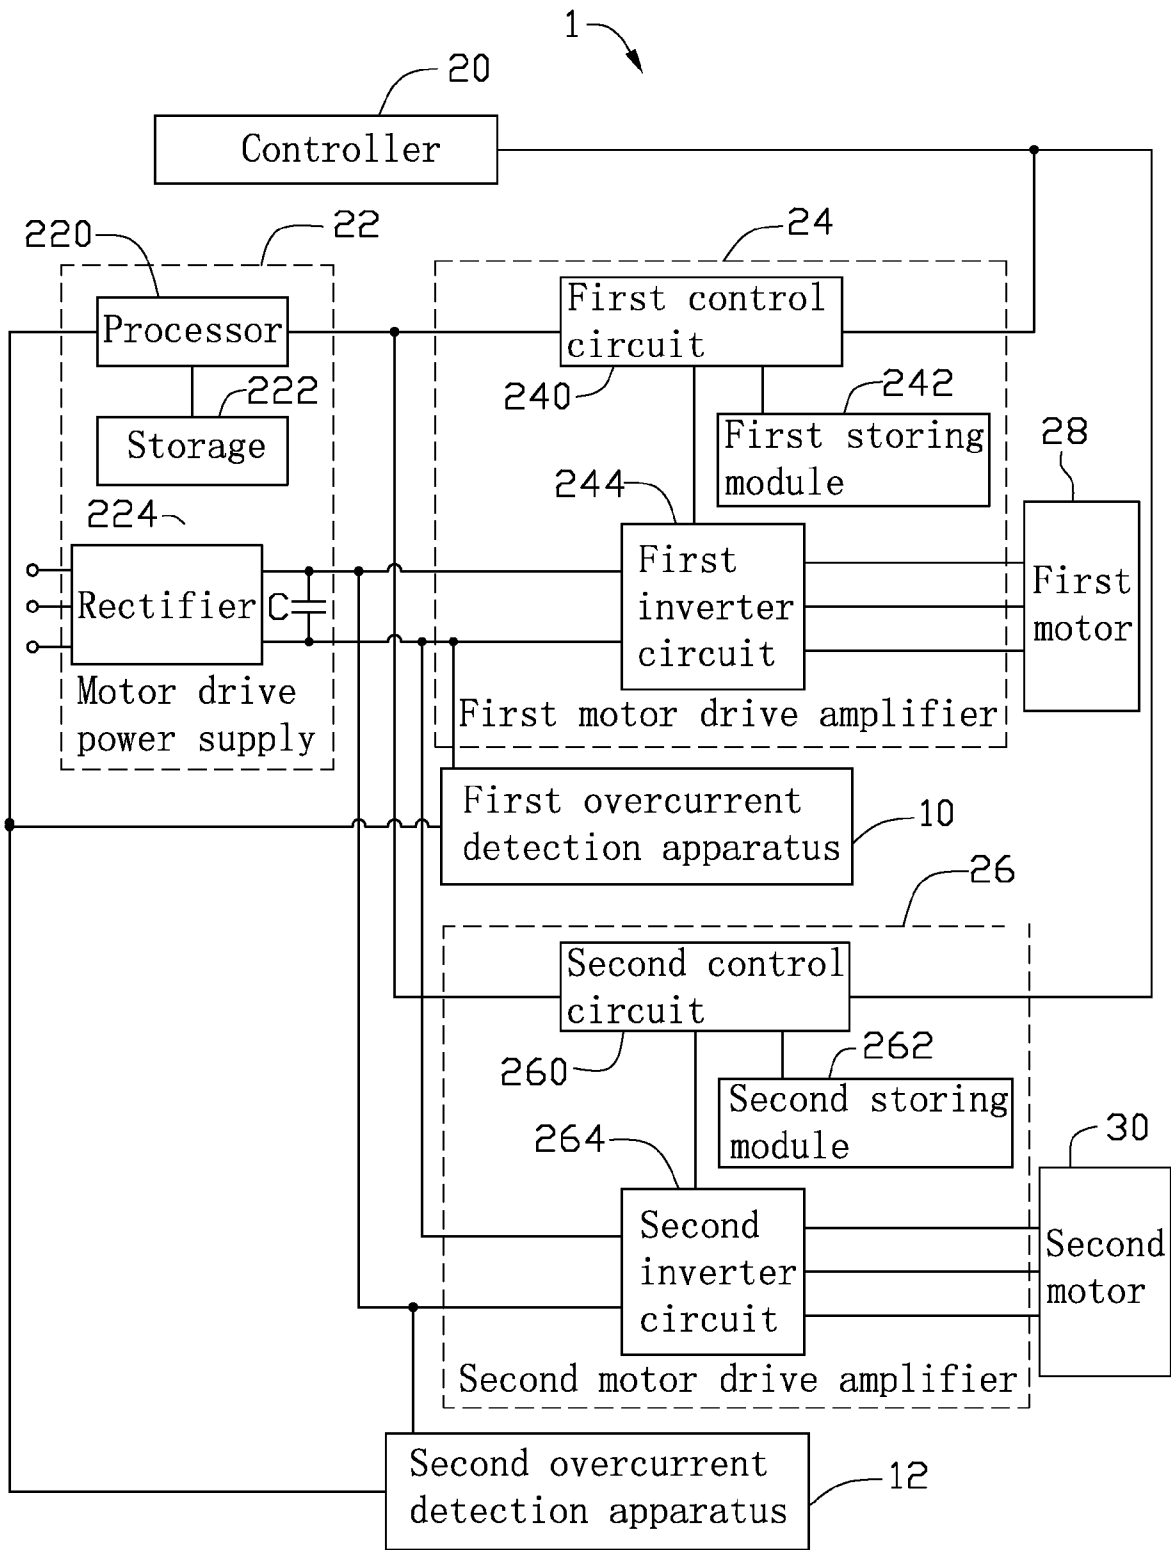 1
20
Controller
220
22
24
Processor
First control
circuit
222
240
242
Storage
First storing
module
28
224
244
Rectifier
C
First
inverter
circuit
First
motor
Motor drive
power supply
First motor drive amplifier
First overcurrent
detection apparatus
10
26
Second control
circuit
260
262
Second storing
module
264
30
Second
inverter
circuit
Second
motor
Second motor drive amplifier
Second overcurrent
detection apparatus
12